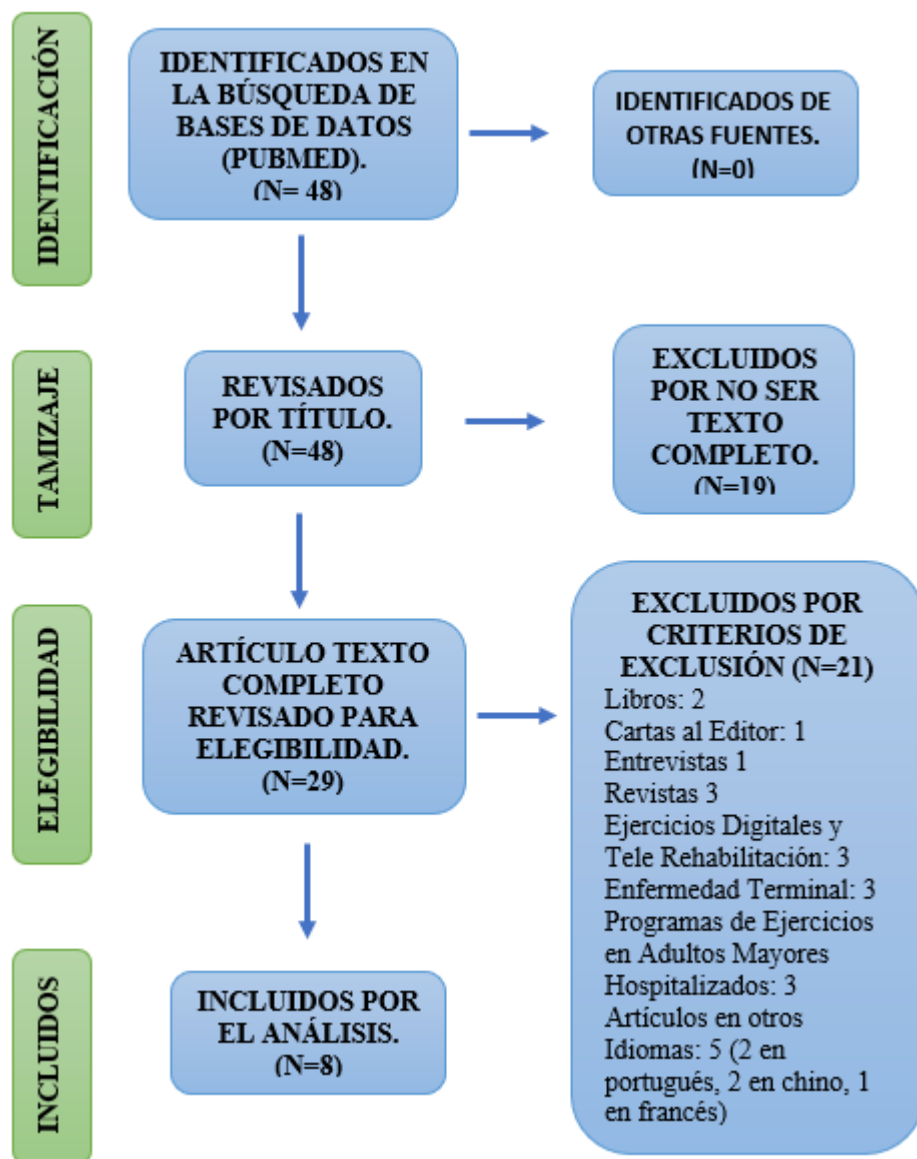 IDENTIFICACIÓN
IDENTIFICADOS EN
LA BÚSQUEDA DE
BASES DE DATOS
(PUBMED).
(N= 48)
IDENTIFICADOS DE
OTRAS FUENTES.
(N=0)
TAMIZAJE
REVISADOS
POR TÍTULO.
(N=48)
EXCLUIDOS
POR NO SER
TEXTO
COMPLETO.
(N=19)
ELEGIBILIDAD
ARTÍCULO TEXTO
COMPLETO
REVISADO PARA
ELEGIBILIDAD.
(N=29)
EXCLUIDOS POR
CRITERIOS DE
EXCLUSIÓN (N=21)
Libros: 2
Cartas al Editor: 1
Entrevistas 1
Revistas 3
Ejercicios Digitales y
Tele Rehabilitación: 3
Enfermedad Terminal: 3
Programas de Ejercicios
en Adultos Mayores
Hospitalizados: 3
Artículos en otros
Idiomas: 5 (2 en
portugués, 2 en chino, 1
en francés)
INCLUIDOS
INCLUIDOS POR
EL ANÁLISIS.
(N=8)